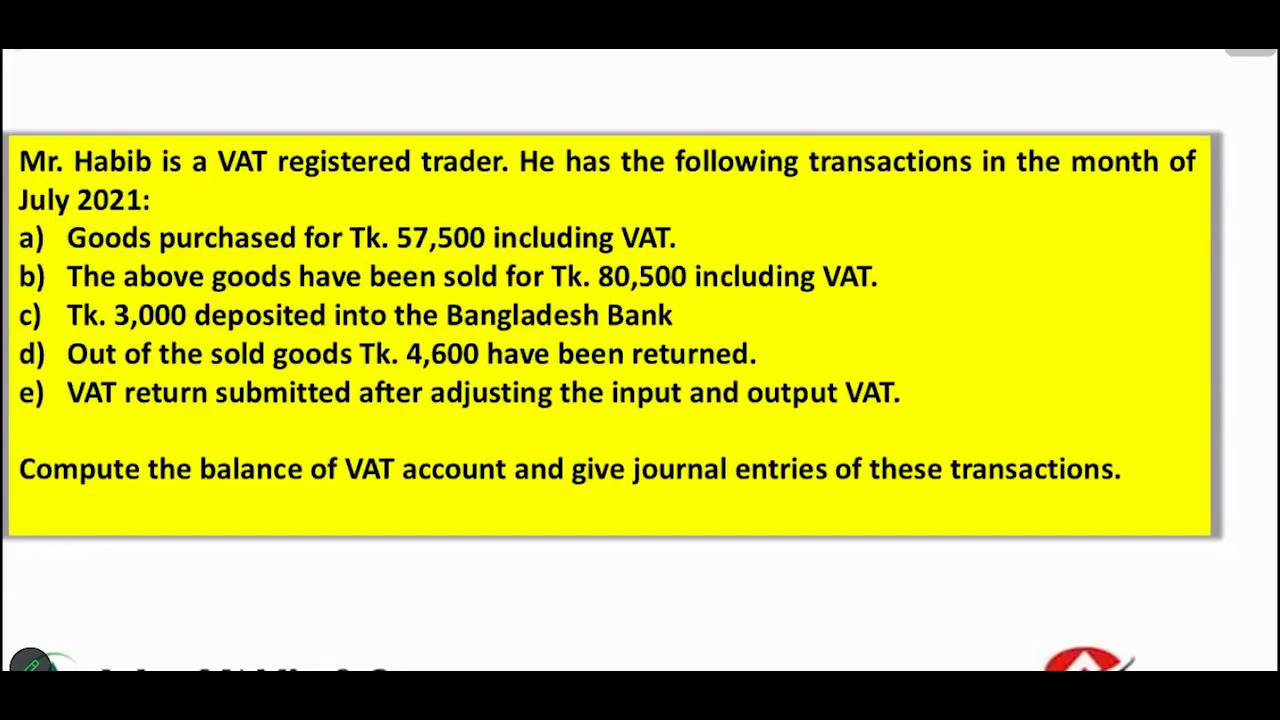 Mr. Habib is a VAT registered trader. He has the following transactions in the month of
July 2021:
a) Goods purchased for Tk. 57,500 including VAT.
b) The above goods have been sold for Tk. 80,500 including VAT.
c) Tk. 3,000 deposited into the Bangladesh Bank
d) Out of the sold goods Tk. 4,600 have been returned.
e) VAT return submitted after adjusting the input and output VAT.
Compute the balance of VAT account and give journal entries of these transactions.